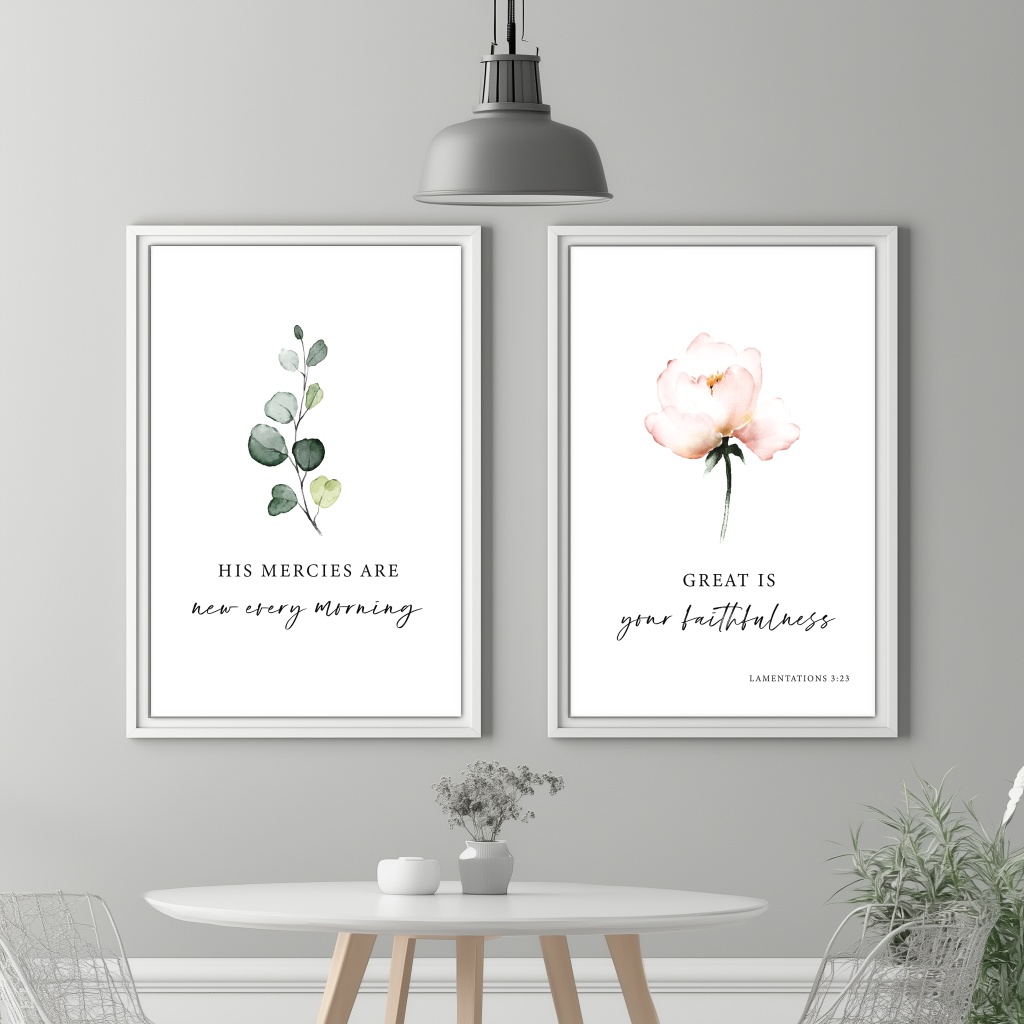 HIS MERCIES ARE
new every morning
GREAT IS
your faithfulness
LAMENTATIONS 3:23